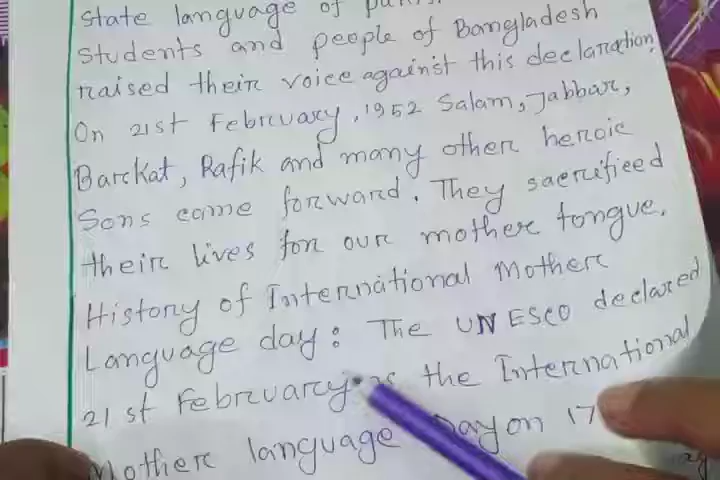 state language of
students and people of Bangladesh
raised their voice against this declaration
On 21st February, 1952 Salam, Jabbar,
Barkat, Rafik and many other heroic
Sons came forward. They sacrificed
their lives for our mother tongue.
History of International Mother
Language day: The UNESCO declared
21st February as the International
Mother language Day on 17